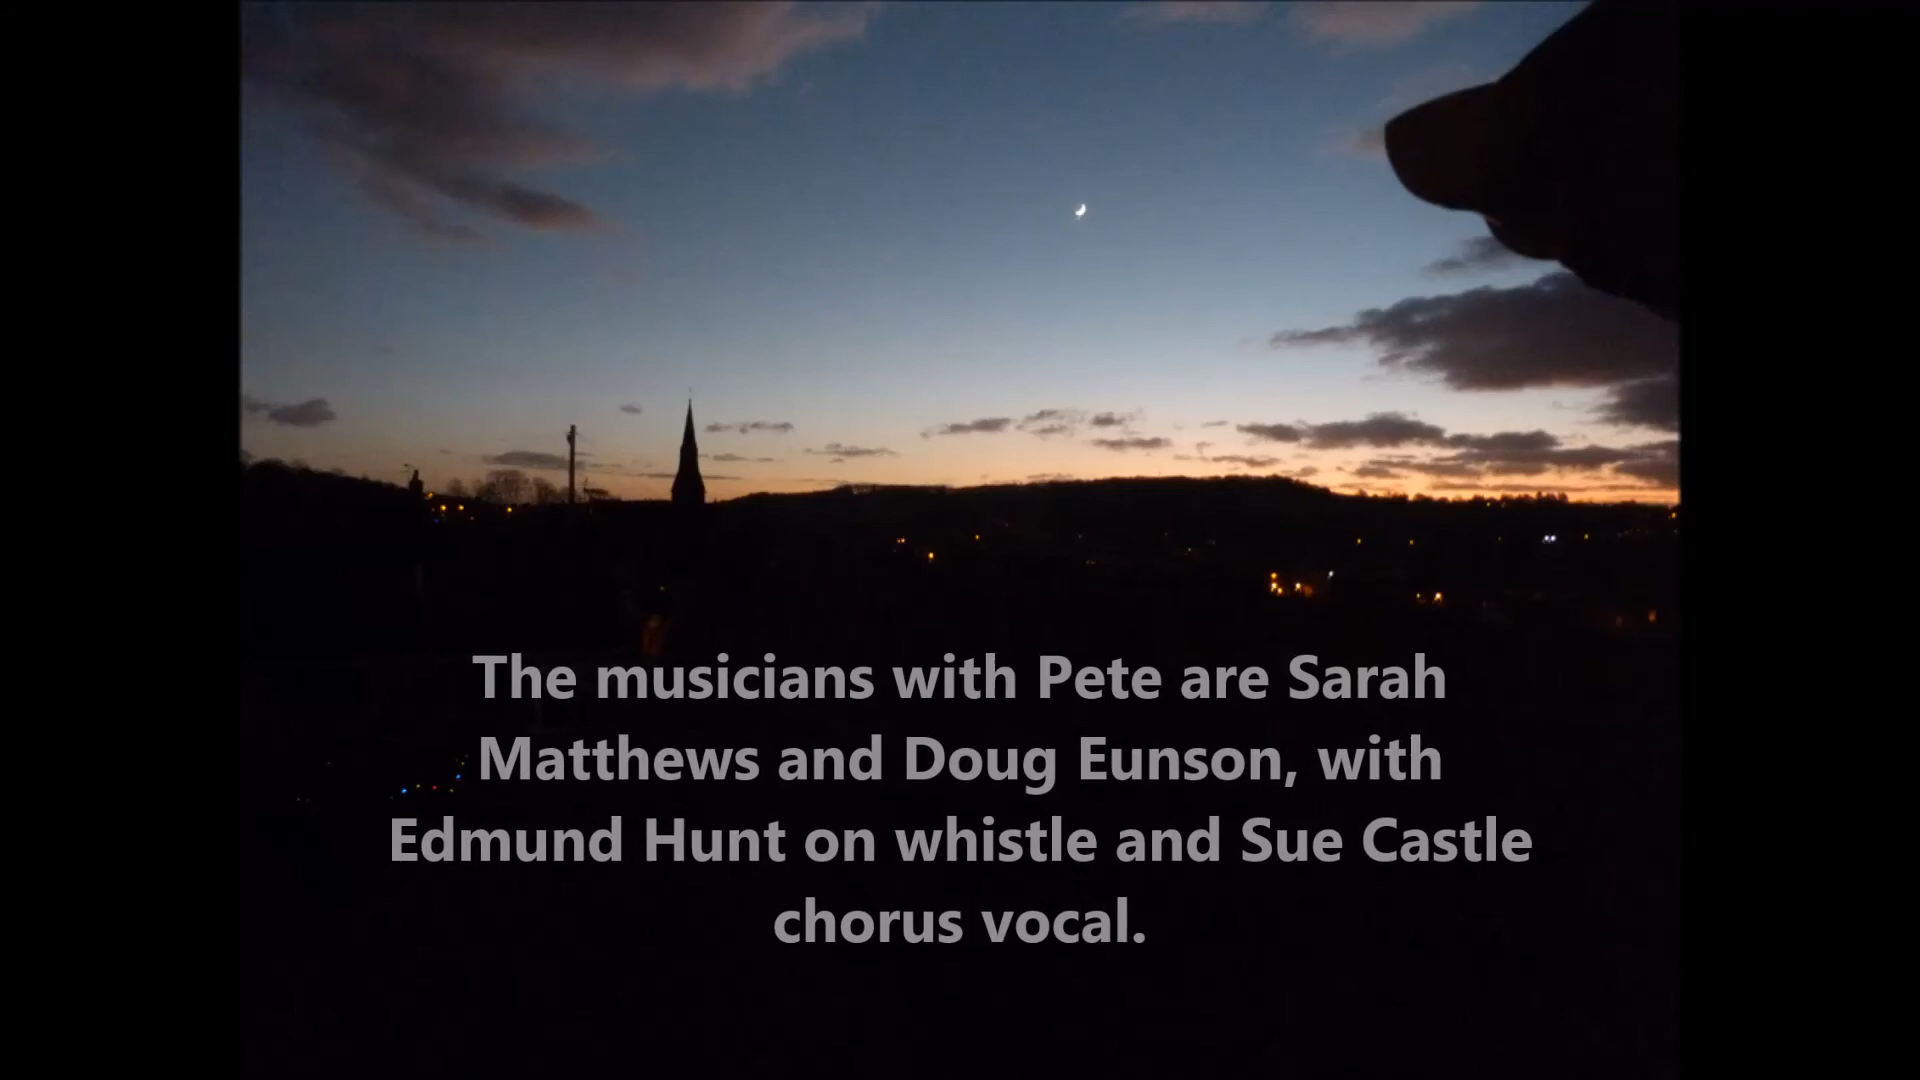 The musicians with Pete are Sarah
Matthews and Doug Eunson, with
Edmund Hunt on whistle and Sue Castle
chorus vocal.